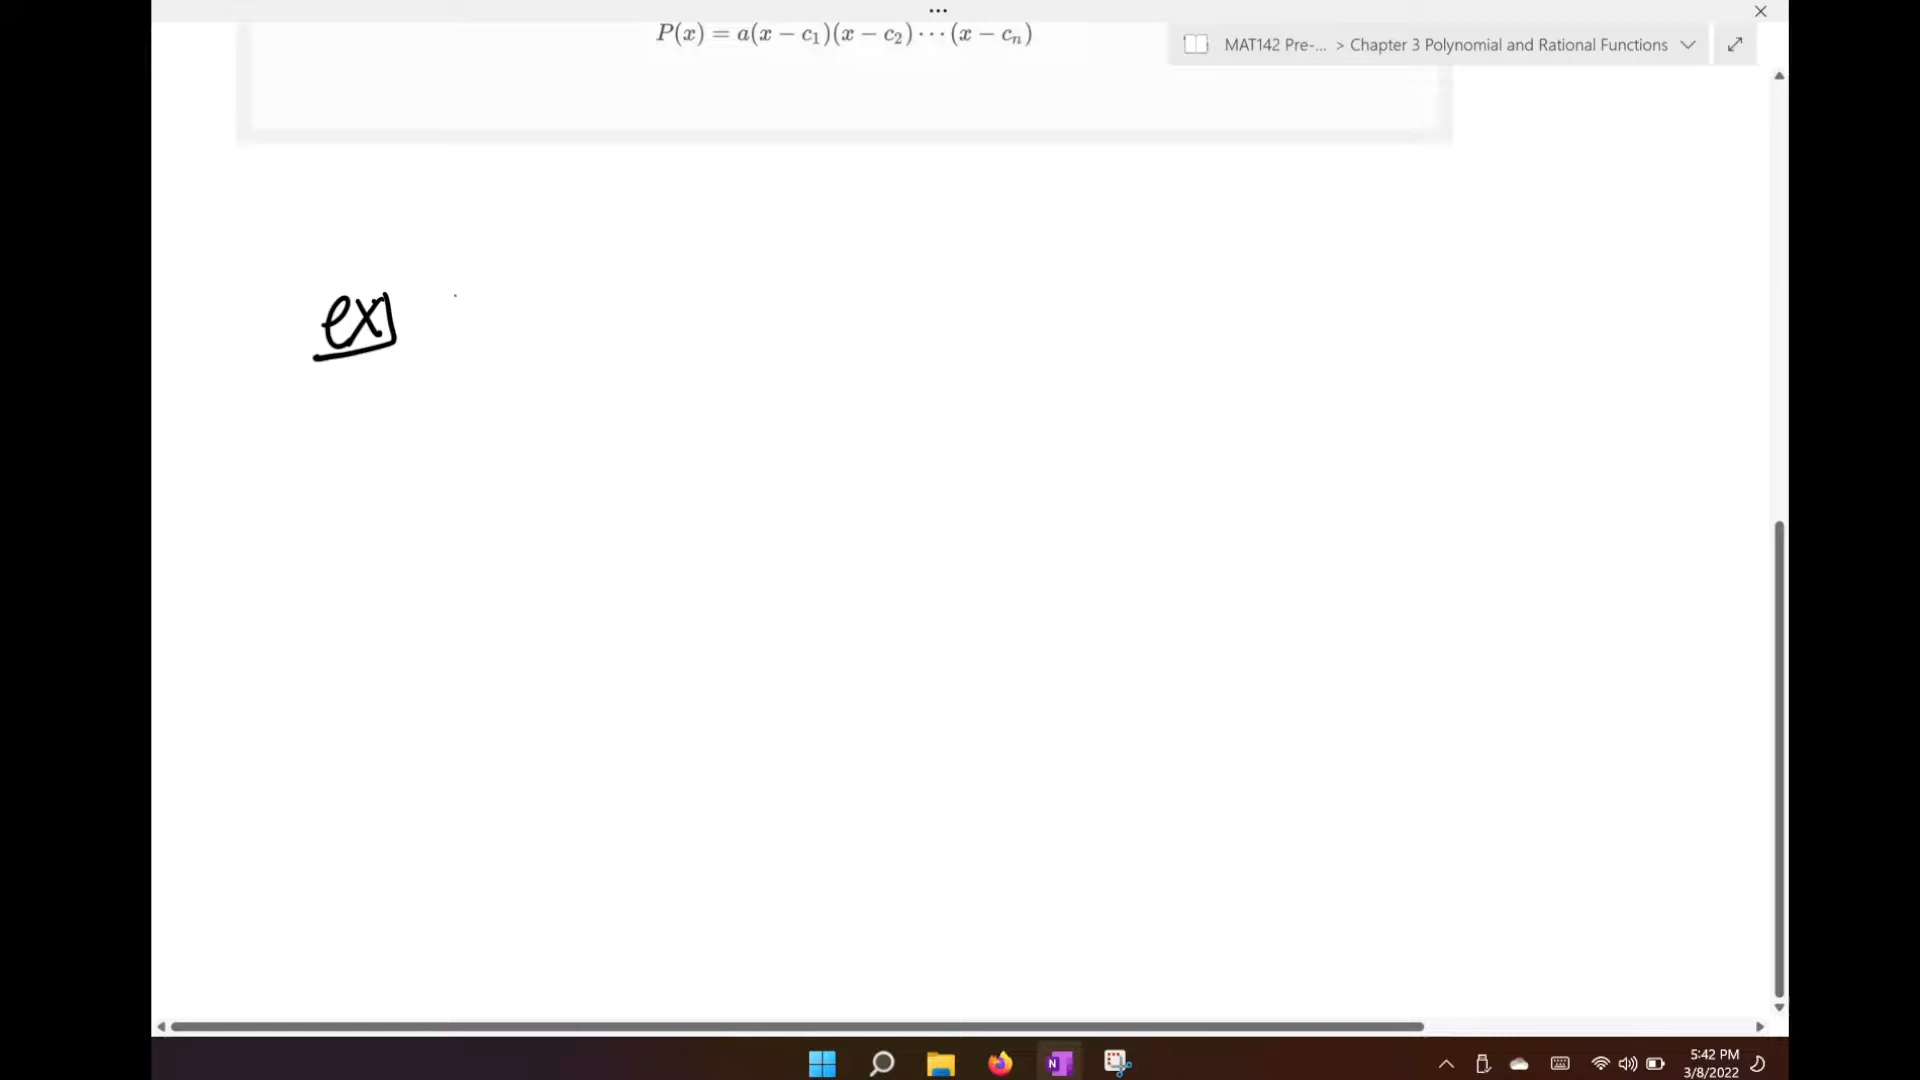 P(x) = a(x − c₁)(x − c₂) ⋯ (x − cₙ)
MAT142 Pre-... > Chapter 3 Polynomial and Rational Functions
ex]
5:42 PM
3/8/2022